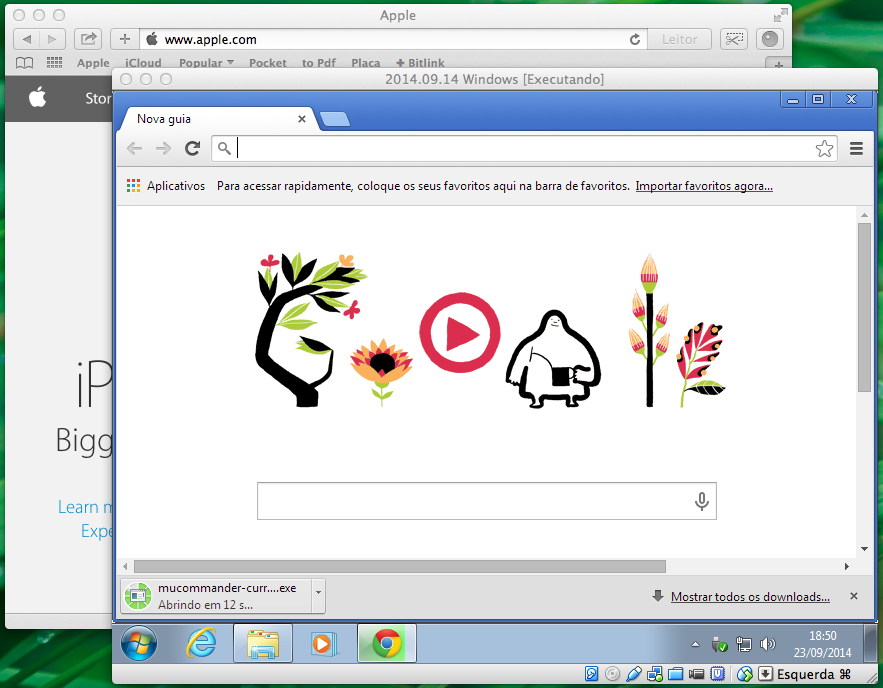 Apple
www.apple.com
Leitor
Apple iCloud Popular Pocket to Pdf Placa Bitlink
2014.09.14 Windows [Executando]
Nova guia
Aplicativos Para acessar rapidamente, coloque os seus favoritos aqui na barra de favoritos. Importar favoritos agora...
Bigg
Learn
Expe
mucommander-curr....exe
Abrindo em 12 s...
Mostrar todos os downloads...
18:50
23/09/2014
Esquerda ⌘